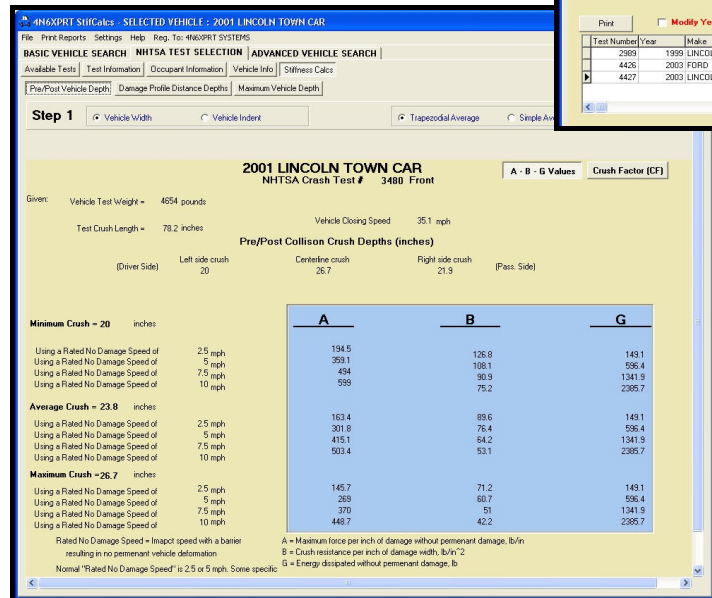 4N6XPRT StifCalcs - SELECTED VEHICLE : 2001 LINCOLN TOWN CAR
File Print Reports Settings Help Reg. To: 4N6XPRT SYSTEMS
BASIC VEHICLE SEARCH NHTSA TEST SELECTION ADVANCED VEHICLE SEARCH
Available Tests Test Information Occupant Information Vehicle Info Stiffness Calcs
Pre/Post Vehicle Depth Damage Profile Distance Depths Maximum Vehicle Depth
Step 1 Vehicle Width Vehicle Indent Trapezodial Average Simple
Print Modify
Test Number Year Make
2989 1999
4426 2003 FORD
4427 2003
2001 LINCOLN TOWN CAR
NHTSA Crash Test # 3480 Front
A - B - G Values Crush Factor (CF)
Given: Vehicle Test Weight = 4654 pounds
Vehicle Closing Speed 35.1 mph
Test Crush Length = 78.2 inches
Pre/Post Collison Crush Depths (inches)
(Driver Side) Left side crush Centerline crush Right side crush (Pass. Side)
20 26.7 21.9
A B G
Minimum Crush = 20 inches
Using a Rated No Damage Speed of 2.5 mph 194.5 126.8 149.1
Using a Rated No Damage Speed of 5 mph 359.1 108.1 596.4
Using a Rated No Damage Speed of 7.5 mph 494 90.9 1341.9
Using a Rated No Damage Speed of 10 mph 599 75.2 2385.7
Average Crush = 23.8 inches
Using a Rated No Damage Speed of 2.5 mph 163.4 89.6 149.1
Using a Rated No Damage Speed of 5 mph 301.8 76.4 596.4
Using a Rated No Damage Speed of 7.5 mph 415.1 64.2 1341.9
Using a Rated No Damage Speed of 10 mph 503.4 53.1 2385.7
Maximum Crush =26.7 inches
Using a Rated No Damage Speed of 2.5 mph 145.7 71.2 149.1
Using a Rated No Damage Speed of 5 mph 269 60.7 596.4
Using a Rated No Damage Speed of 7.5 mph 370 51 1341.9
Using a Rated No Damage Speed of 10 mph 448.7 42.2 2385.7
Rated No Damage Speed = Imapct speed with a barrier
resulting in no permenant vehicle deformation
Normal "Rated No Damage Speed" is 2.5 or 5 mph. Some specific
A = Maximum force per inch of damage without permenant damage, lb/in
B = Crush resistance per inch of damage width, lb/in^2
G = Energy dissipated without permenant damage, lb